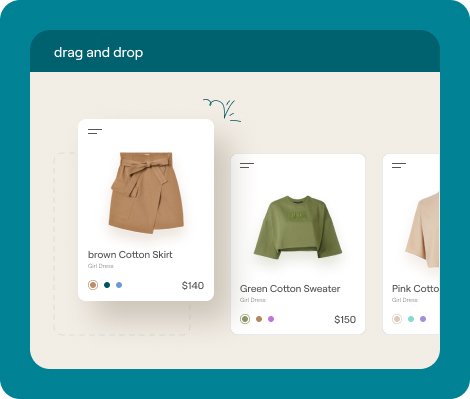 drag and drop
brown Cotton Skirt
Girl Dress
$140
Green Cotton Sweater
Girl Dress
$150
Pink Cotto
Girl Dress